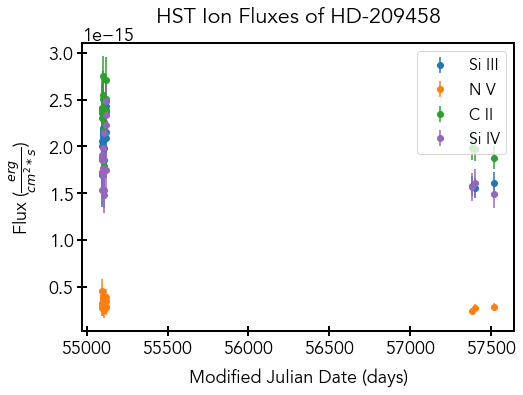 HST Ion Fluxes of HD-209458
1e−15
3.0
2.5
2.0
1.5
1.0
0.5
Flux (erg/cm²*s)
55000 55500 56000 56500 57000 57500
Modified Julian Date (days)
Si III
N V
C II
Si IV